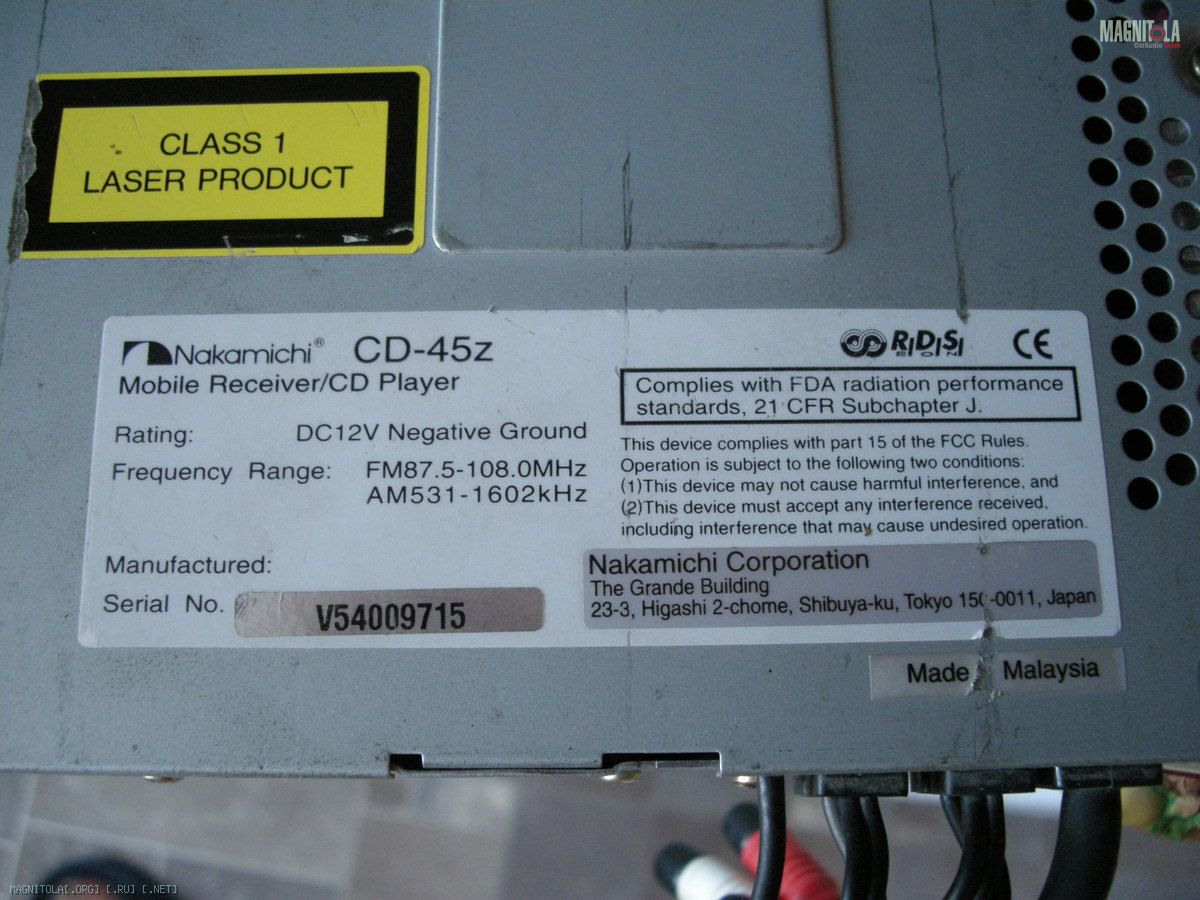 MAGNITOLA
CarAudio Team
CLASS 1
LASER PRODUCT
Nakamichi® CD-45z
Mobile Receiver/CD Player
Rating: DC12V Negative Ground
Frequency Range: FM87.5-108.0MHz
AM531-1602kHz
Manufactured:
Serial No. V54009715
R.D.S.
EON
CE
Complies with FDA radiation performance
standards, 21 CFR Subchapter J.
This device complies with part 15 of the FCC Rules.
Operation is subject to the following two conditions:
(1)This device may not cause harmful interference, and
(2)This device must accept any interference received,
including interference that may cause undesired operation.
Nakamichi Corporation
The Grande Building
23-3, Higashi 2-chome, Shibuya-ku, Tokyo 150-0011, Japan
Made Malaysia
MAGNITOLA[.ORG] [.RU] [.NET]